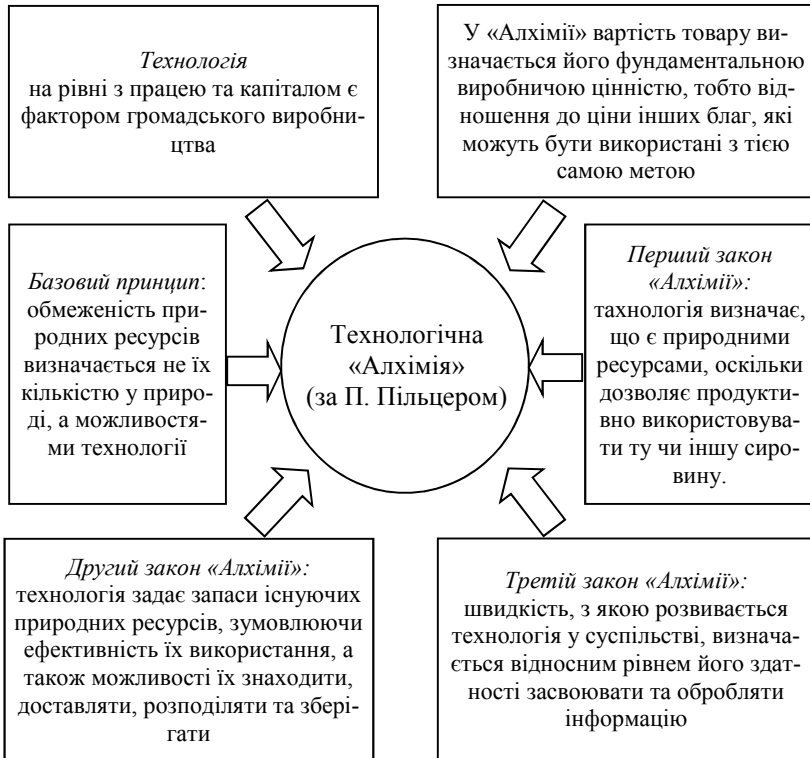 Технологія
на рівні з працею та капіталом є
фактором громадського виробни-
цтва
У «Алхімії» вартість товару ви-
значається його фундаментальною
виробничою цінністю, тобто від-
ношення до ціни інших благ, які
можуть бути використані з тією
самою метою
Базовий принцип:
обмеженість при-
родних ресурсів
визначається не їх
кількістю у приро-
ді, а можливостя-
ми технології
Технологічна
«Алхімія»
(за П. Пільцером)
Перший закон
«Алхімії»:
тахнологія визначає,
що є природними
ресурсами, оскільки
дозволяє продукти-
вно використовува-
ти ту чи іншу сиро-
вину.
Другий закон «Алхімії»:
технологія задає запаси існуючих
природних ресурсів, зумовлюючи
ефективність їх використання, а
також можливості їх знаходити,
доставляти, розподіляти та збері-
гати
Третій закон «Алхімії»:
швидкість, з якою розвивається
технологія у суспільстві, визнача-
ється відносним рівнем його здат-
ності засвоювати та обробляти
інформацію